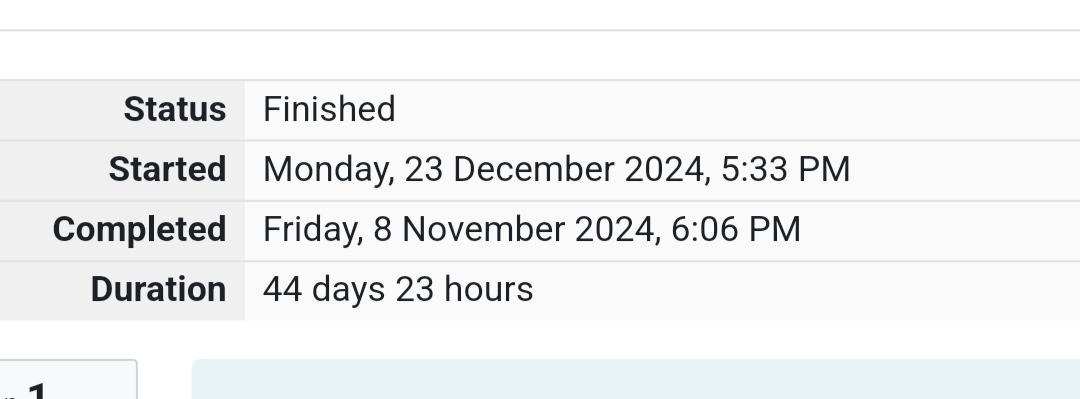 Status Finished
Started Monday, 23 December 2024, 5:33 PM
Completed Friday, 8 November 2024, 6:06 PM
Duration 44 days 23 hours
1